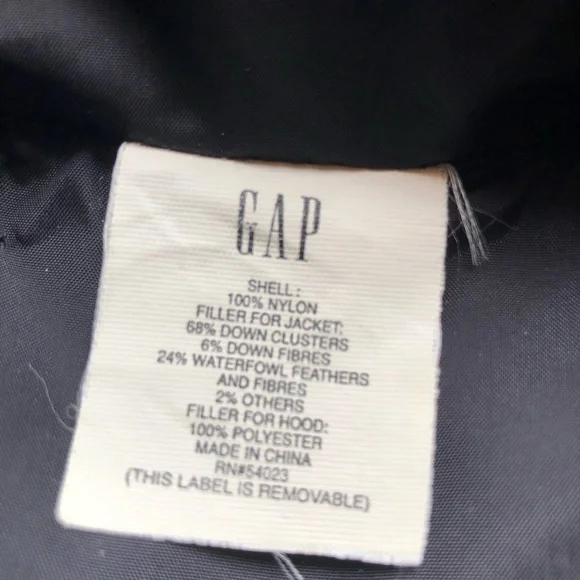 GAP
SHELL:
100% NYLON
FILLER FOR JACKET:
68% DOWN CLUSTERS
6% DOWN FIBRES
24% WATERFOWL FEATHERS
AND FIBRES
2% OTHERS
FILLER FOR HOOD:
100% POLYESTER
MADE IN CHINA
RN#54023
(THIS LABEL IS REMOVABLE)